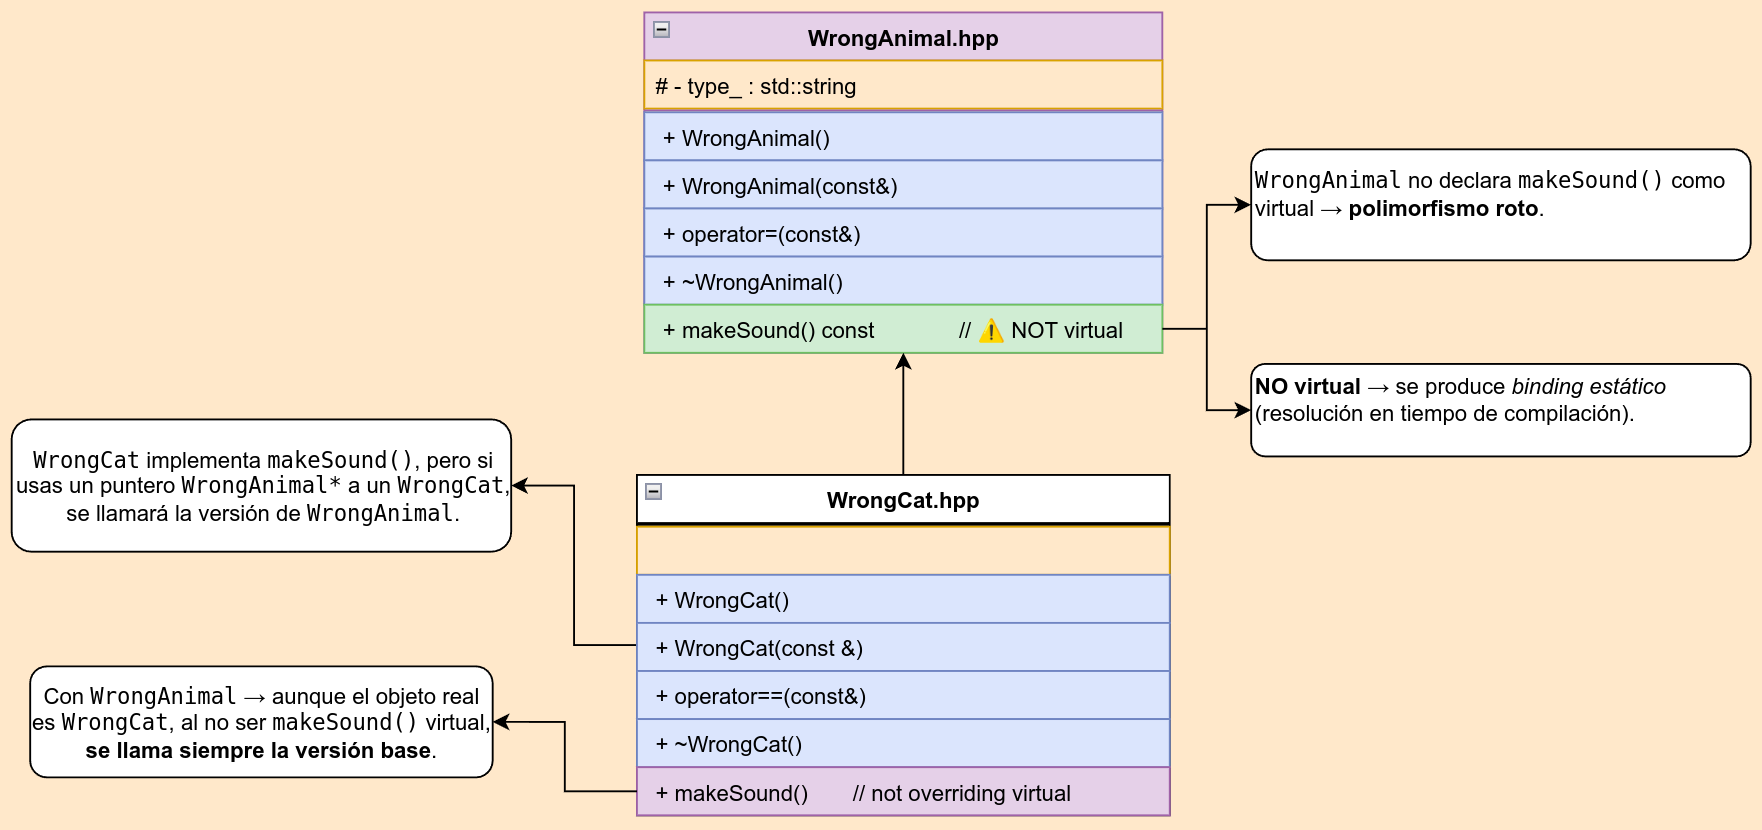 WrongAnimal.hpp
# - type_ : std::string
+ WrongAnimal()
+ WrongAnimal(const&)
+ operator=(const&)
+ ~WrongAnimal()
+ makeSound() const // ⚠️ NOT virtual
WrongAnimal no declara makeSound() como
virtual → polimorfismo roto.
NO virtual → se produce binding estático
(resolución en tiempo de compilación).
WrongCat implementa makeSound(), pero si
usas un puntero WrongAnimal* a un WrongCat,
se llamará la versión de WrongAnimal.
WrongCat.hpp
+ WrongCat()
+ WrongCat(const &)
+ operator==(const&)
+ ~WrongCat()
+ makeSound() // not overriding virtual
Con WrongAnimal → aunque el objeto real
es WrongCat, al no ser makeSound() virtual,
se llama siempre la versión base.